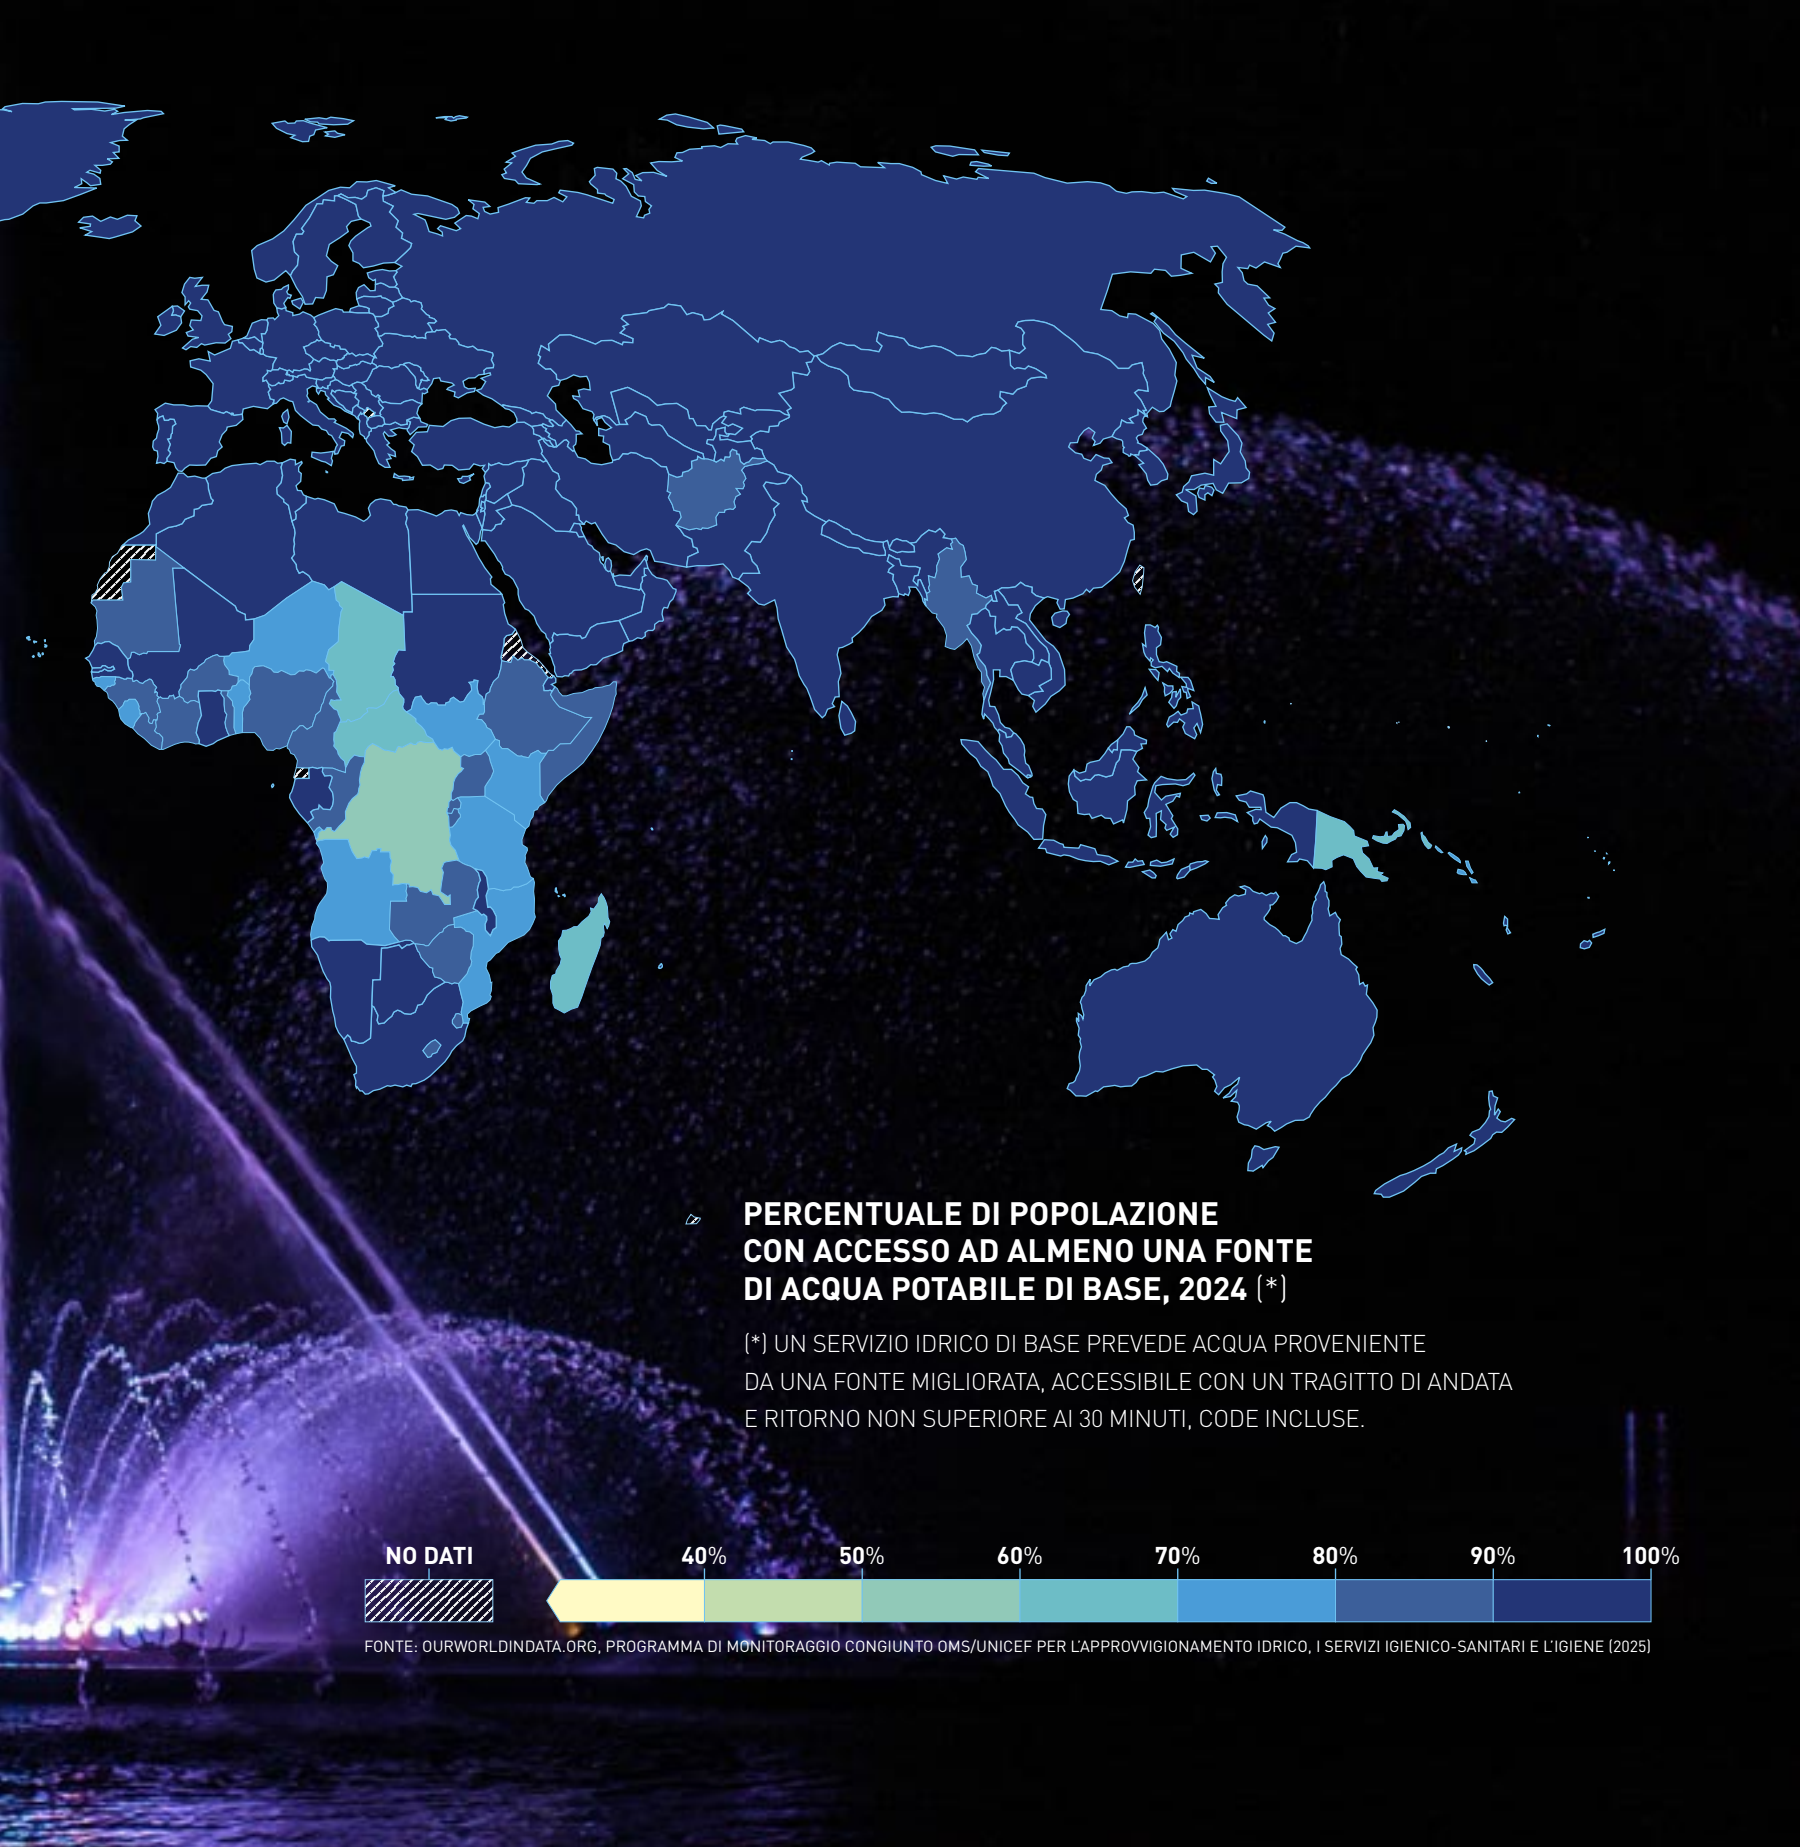 PERCENTUALE DI POPOLAZIONE
CON ACCESSO AD ALMENO UNA FONTE
DI ACQUA POTABILE DI BASE, 2024 (*)
(*) UN SERVIZIO IDRICO DI BASE PREVEDE ACQUA PROVENIENTE
DA UNA FONTE MIGLIORATA, ACCESSIBILE CON UN TRAGITTO DI ANDATA
E RITORNO NON SUPERIORE AI 30 MINUTI, CODE INCLUSE.
NO DATI 40% 50% 60% 70% 80% 90% 100%
FONTE: OURWORLDINDATA.ORG, PROGRAMMA DI MONITORAGGIO CONGIUNTO OMS/UNICEF PER L'APPROVVIGIONAMENTO IDRICO, I SERVIZI IGIENICO-SANITARI E L'IGIENE (2025)